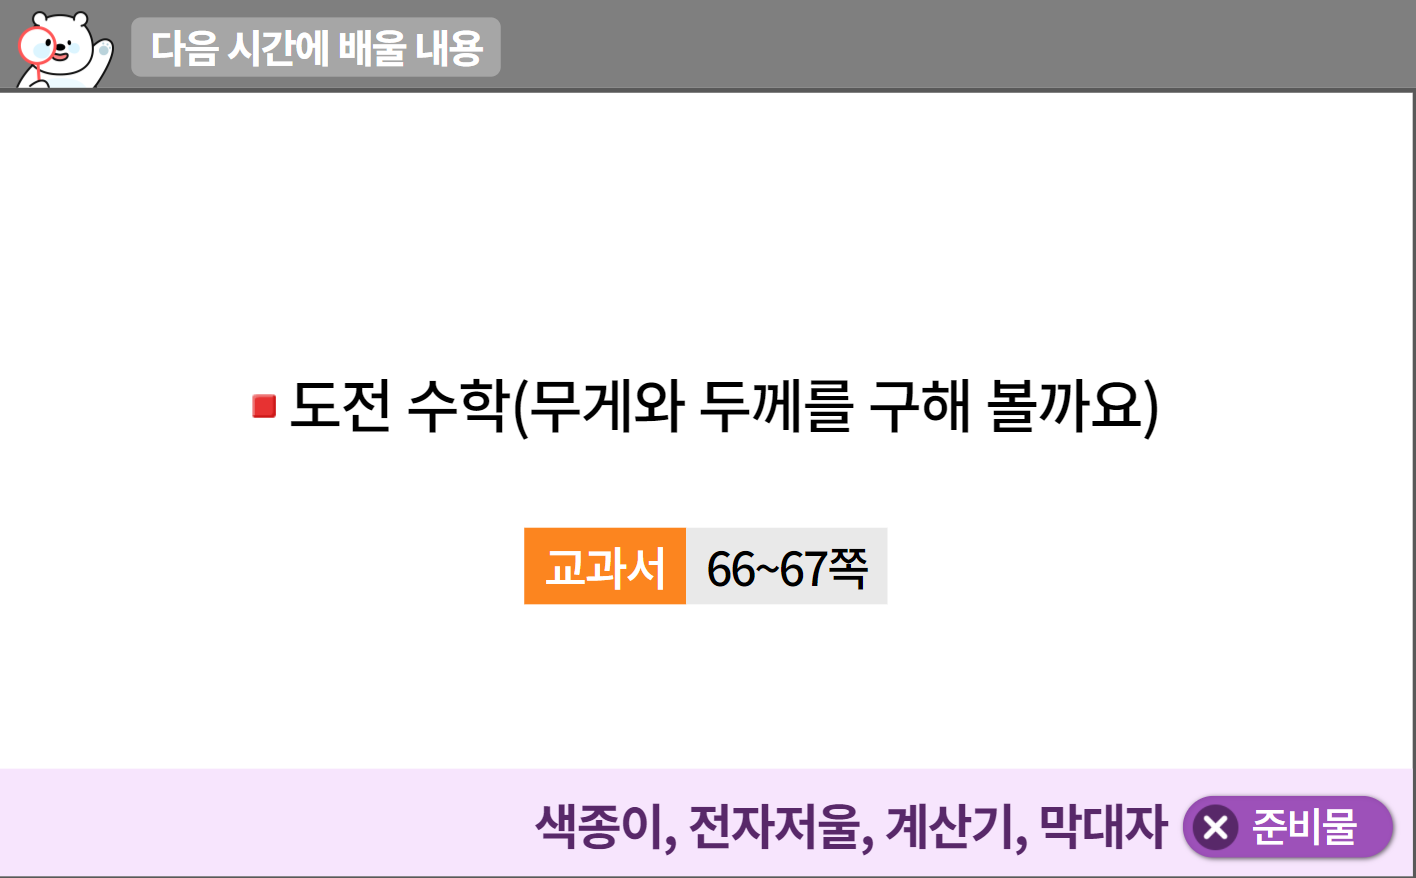 다음 시간에 배울 내용
도전 수학(무게와 두께를 구해 볼까요)
교과서 66~67쪽
색종이, 전자저울, 계산기, 막대자 준비물